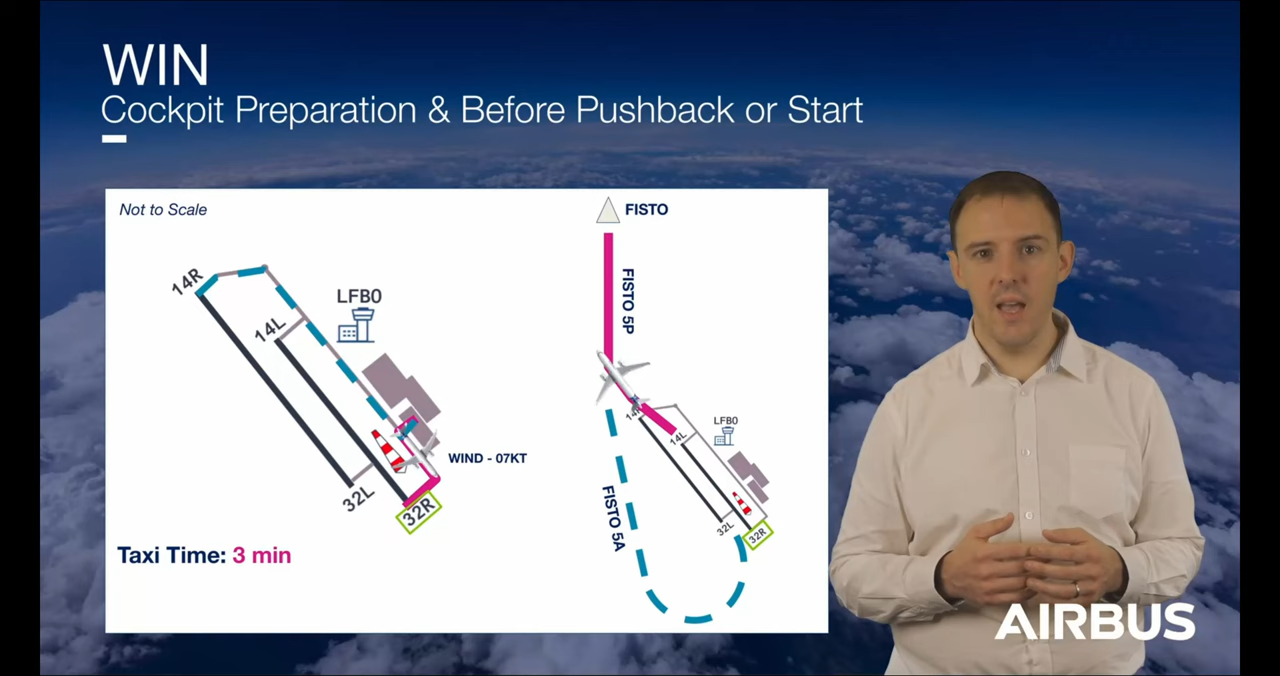 WIN
Cockpit Preparation & Before Pushback or Start
Not to Scale
14R
14L
LFBO
WIND - 07KT
32L
32R
Taxi Time: 3 min
FISTO
FISTO 5P
14R
14L
LFBO
FISTO 5A
32L
32R
AIRBUS